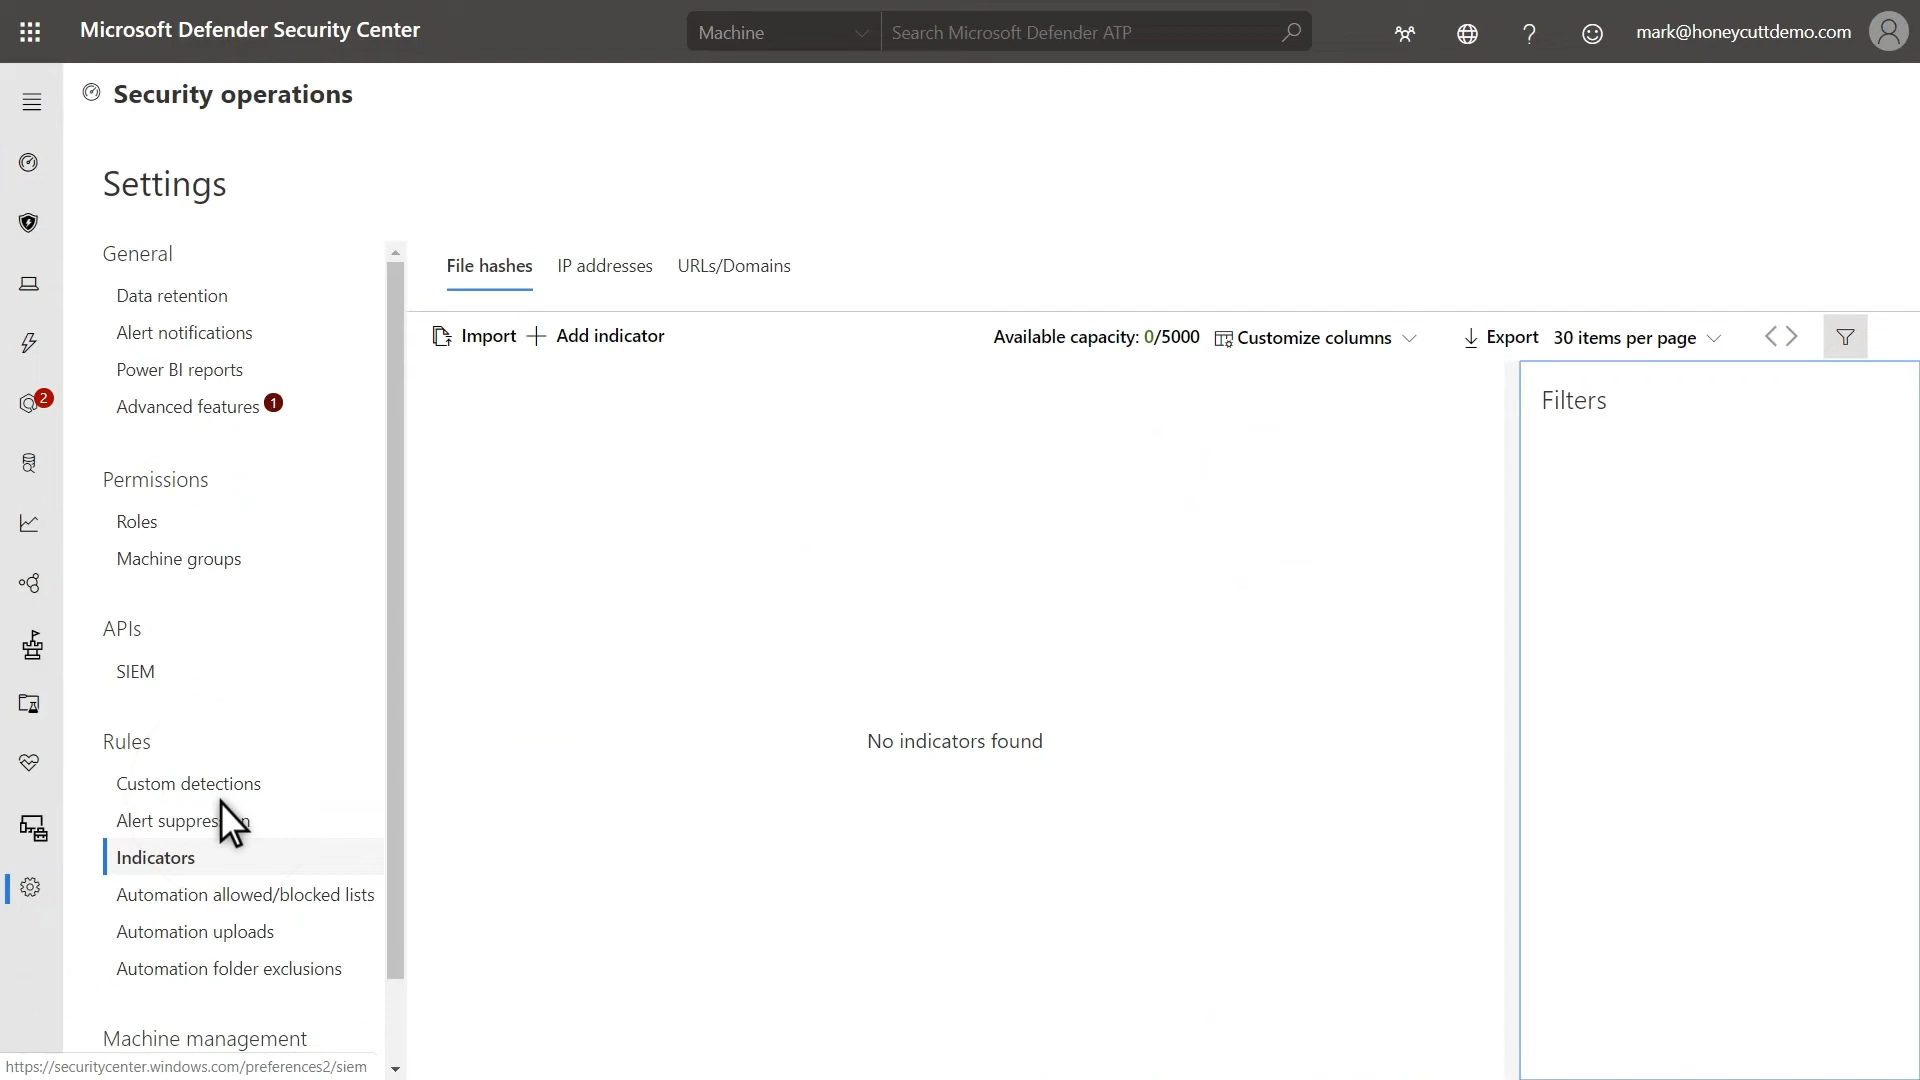 Microsoft Defender Security Center
Machine
Search Microsoft Defender ATP
mark@honeycuttdemo.com
Security operations
Settings
General
Data retention
Alert notifications
Power BI reports
Advanced features 1
Permissions
Roles
Machine groups
APIs
SIEM
Rules
Custom detections
Alert
Indicators
Automation allowed/blocked lists
Automation uploads
Automation folder exclusions
Machine management
2
File hashes
IP addresses
URLs/Domains
Import
Add indicator
Available capacity: 0/5000
Customize columns
Export
30 items per page
Filters
No indicators found
https://securitycenter.windows.com/preferences2/siem